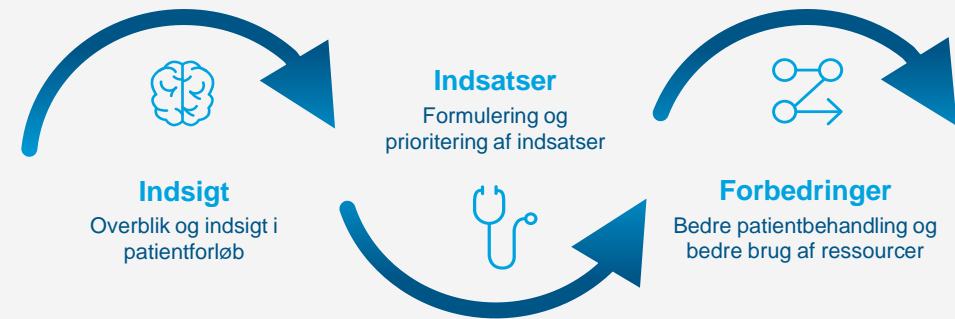 Indsigt
Overblik og indsigt i
patientforløb
Indsatser
Formulering og
prioritering af indsatser
Forbedringer
Bedre patientbehandling og
bedre brug af ressourcer